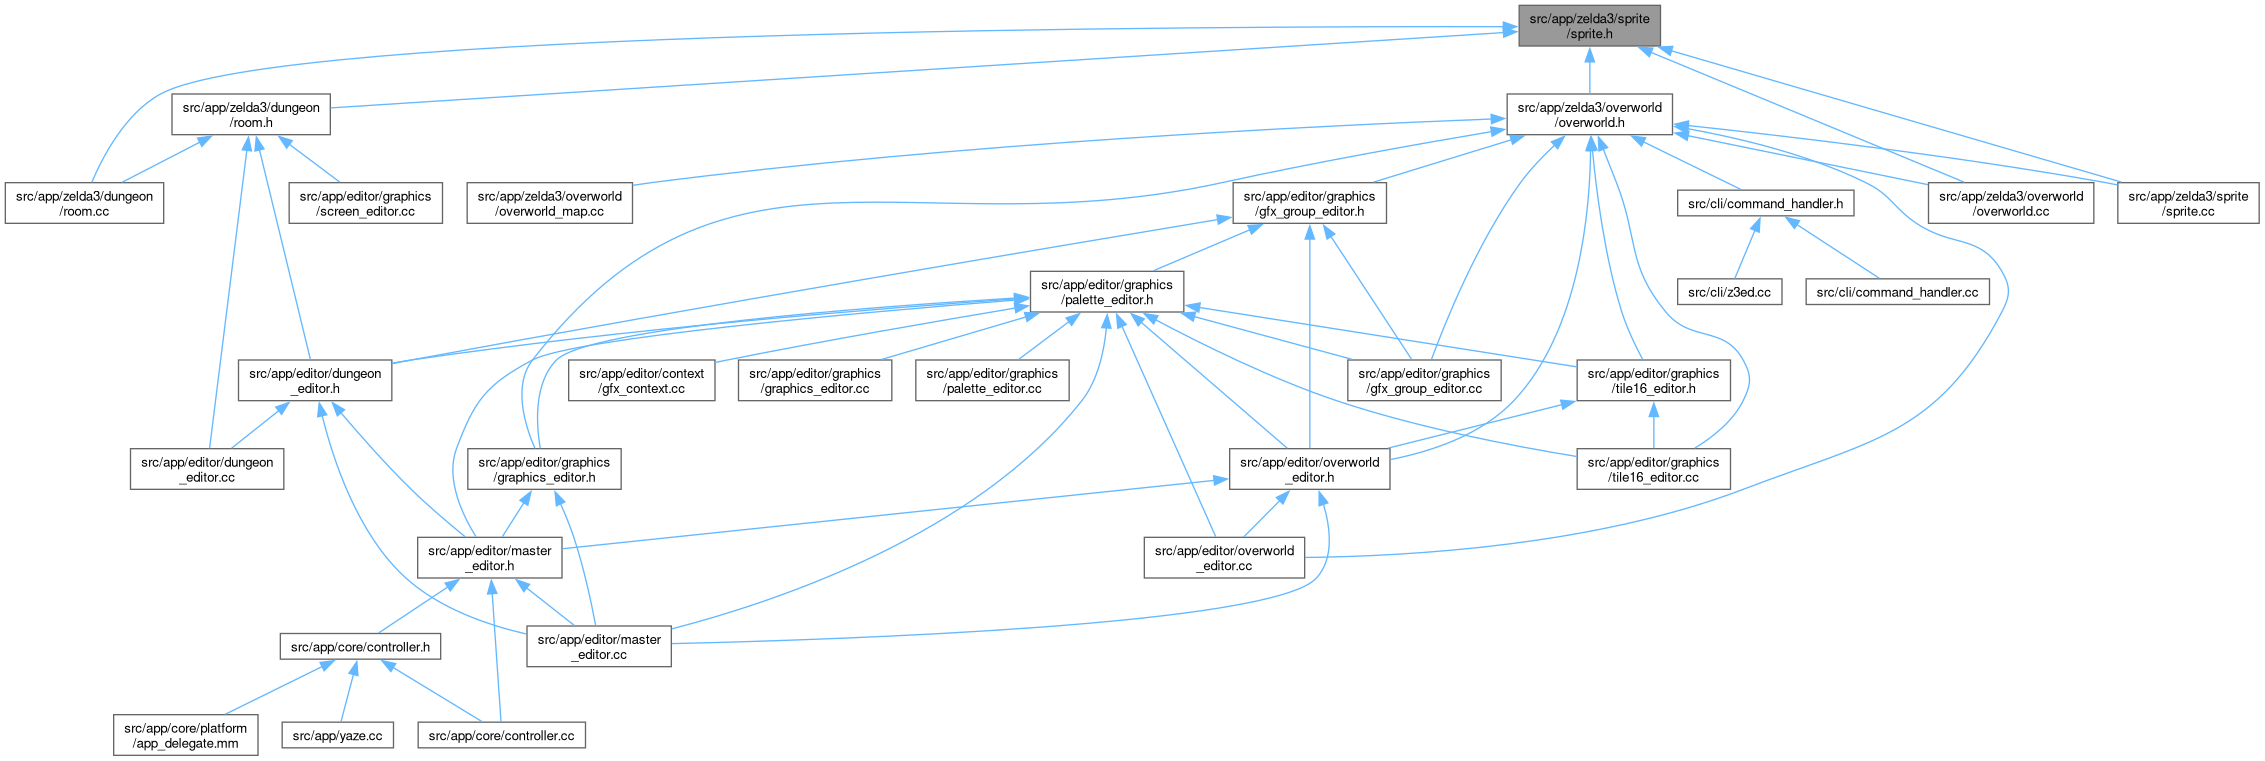 src/app/zelda3/sprite
/sprite.h
src/app/zelda3/dungeon
/room.h
src/app/zelda3/overworld
/overworld.h
src/app/zelda3/dungeon
/room.cc
src/app/editor/graphics
/screen_editor.cc
src/app/zelda3/overworld
/overworld_map.cc
src/app/editor/graphics
/gfx_group_editor.h
src/cli/command_handler.h
src/app/zelda3/overworld
/overworld.cc
src/app/zelda3/sprite
/sprite.cc
src/app/editor/graphics
/palette_editor.h
src/cli/z3ed.cc
src/cli/command_handler.cc
src/app/editor/dungeon
_editor.h
src/app/editor/context
/gfx_context.cc
src/app/editor/graphics
/graphics_editor.cc
src/app/editor/graphics
/palette_editor.cc
src/app/editor/graphics
/gfx_group_editor.cc
src/app/editor/graphics
/tile16_editor.h
src/app/editor/dungeon
_editor.cc
src/app/editor/graphics
/graphics_editor.h
src/app/editor/overworld
_editor.h
src/app/editor/graphics
/tile16_editor.cc
src/app/editor/master
_editor.h
src/app/editor/overworld
_editor.cc
src/app/core/controller.h
src/app/editor/master
_editor.cc
src/app/core/platform
/app_delegate.mm
src/app/yaze.cc
src/app/core/controller.cc